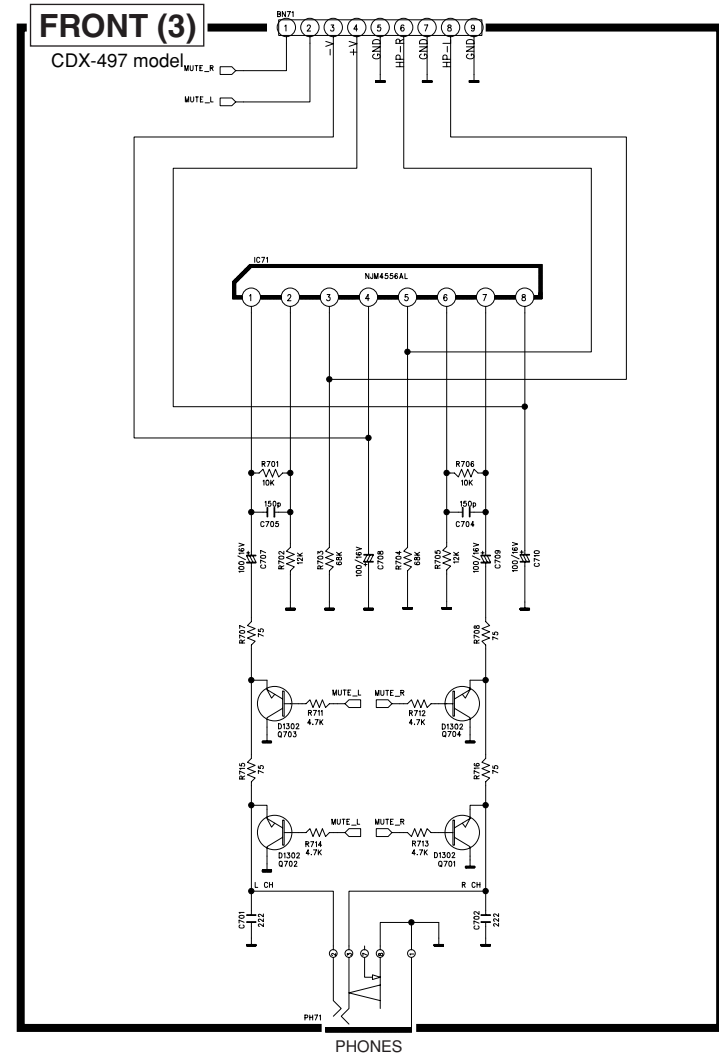 FRONT (3)
CDX-497 model
BN71
1 2 3 4 5 6 7 8 9
-V +V GND HP-R GND HP-L GND
MUTE_R
MUTE_L
IC71
NJM4556AL
1 2 3 4 5 6 7 8
R701
10K
R706
10K
150p
C705
150p
C704
100/16V
C707
R702
12K
R703
68K
100/16V
C708
R704
68K
R705
12K
100/16V
C709
100/16V
C710
R707
75
R708
75
MUTE_L MUTE_R
R711
4.7K
R712
4.7K
D1302
Q703
D1302
Q704
R715
75
R716
75
MUTE_L MUTE_R
R714
4.7K
R713
4.7K
D1302
Q702
D1302
Q701
L CH
R CH
C701
222
C702
222
2 3 7 8 1
PH71
PHONES